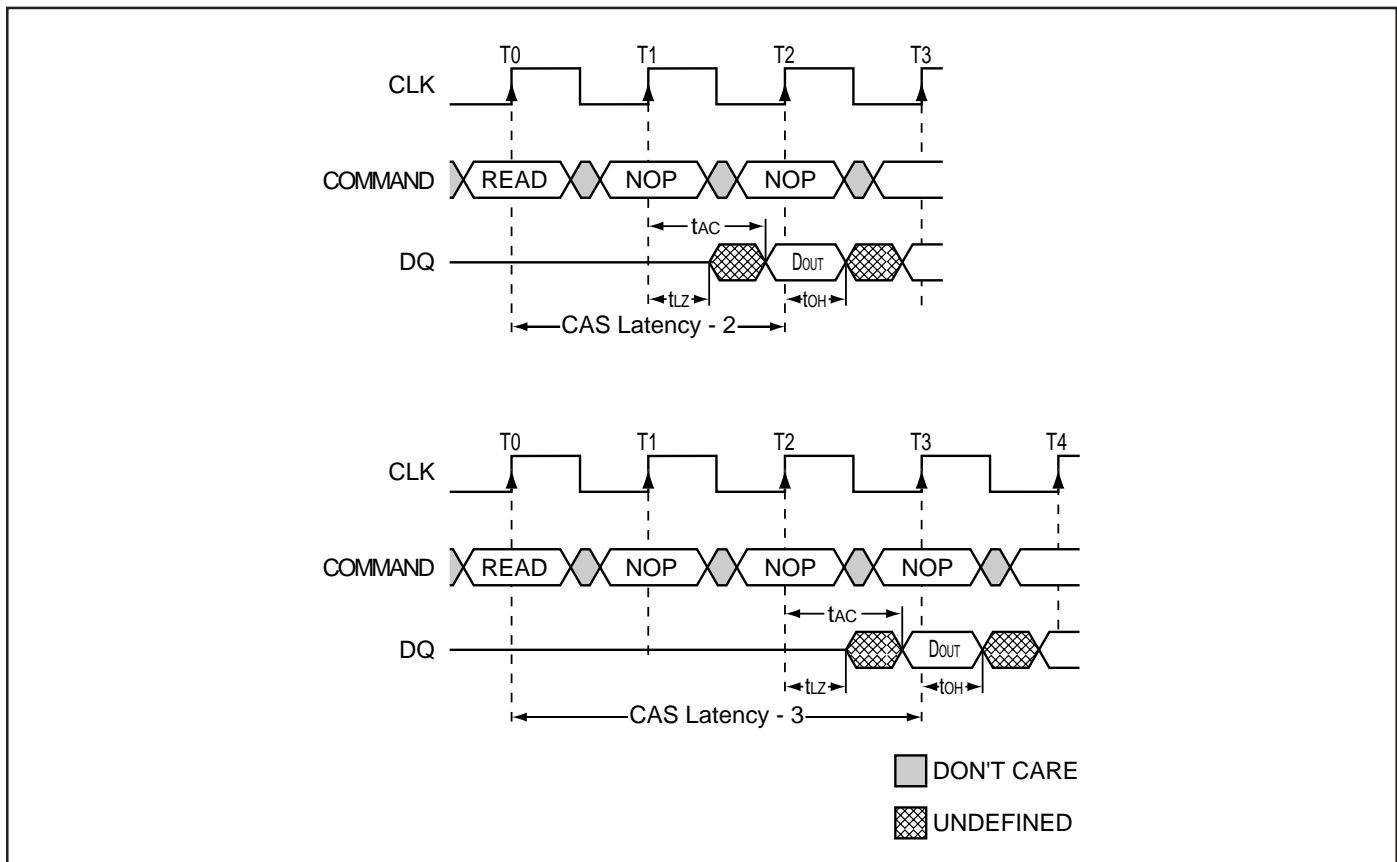 T0 T1 T2 T3
CLK
COMMAND READ NOP NOP
tAC
DQ DOUT
tLZ tOH
CAS Latency - 2
T0 T1 T2 T3 T4
CLK
COMMAND READ NOP NOP NOP
tAC
DQ DOUT
tLZ tOH
CAS Latency - 3
DON'T CARE
UNDEFINED